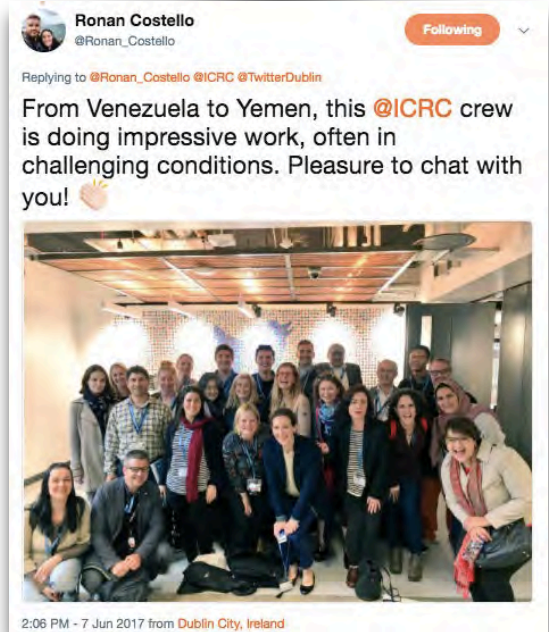 Ronan Costello
@Ronan_Costello
Following
Replying to @Ronan_Costello @ICRC @TwitterDublin
From Venezuela to Yemen, this @ICRC crew
is doing impressive work, often in
challenging conditions. Pleasure to chat with
you! 👏🏻
2:06 PM - 7 Jun 2017 from Dublin City, Ireland